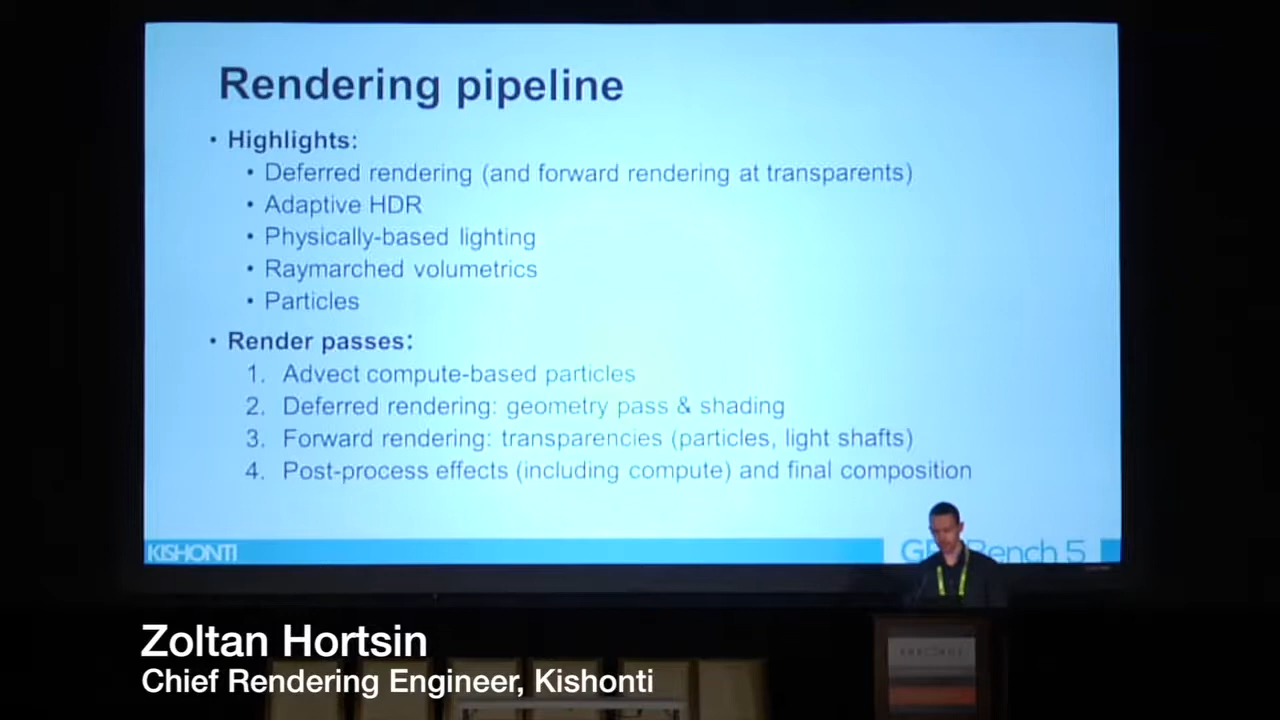 Rendering pipeline
• Highlights:
• Deferred rendering (and forward rendering at transparents)
• Adaptive HDR
• Physically-based lighting
• Raymarched volumetrics
• Particles
• Render passes:
1. Advect compute-based particles
2. Deferred rendering: geometry pass & shading
3. Forward rendering: transparencies (particles, light shafts)
4. Post-process effects (including compute) and final composition
KISHONTI
Bench 5
Zoltan Hortsin
Chief Rendering Engineer, Kishonti